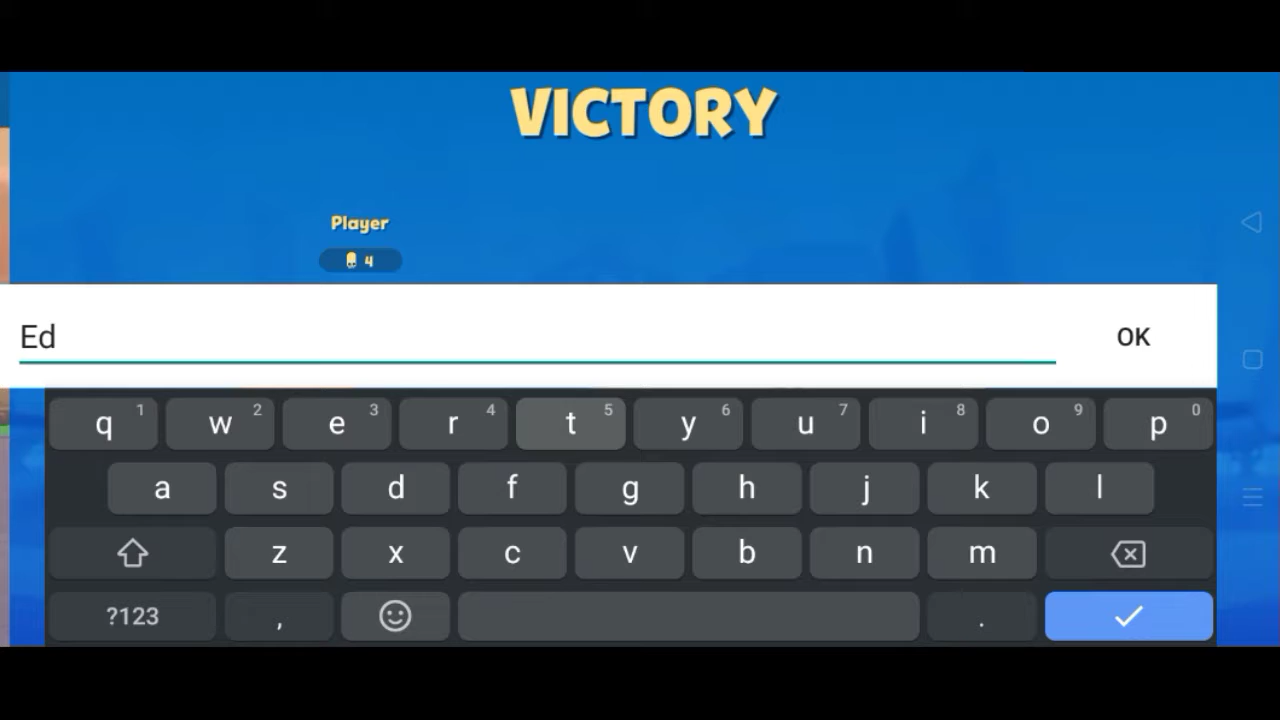 VICTORY
Player
4
Ed
OK
q 1 w 2 e 3 r 4 t 5 y 6 u 7 i 8 o 9 p 0
a s d f g h j k l
z x c v b n m
?123 , .